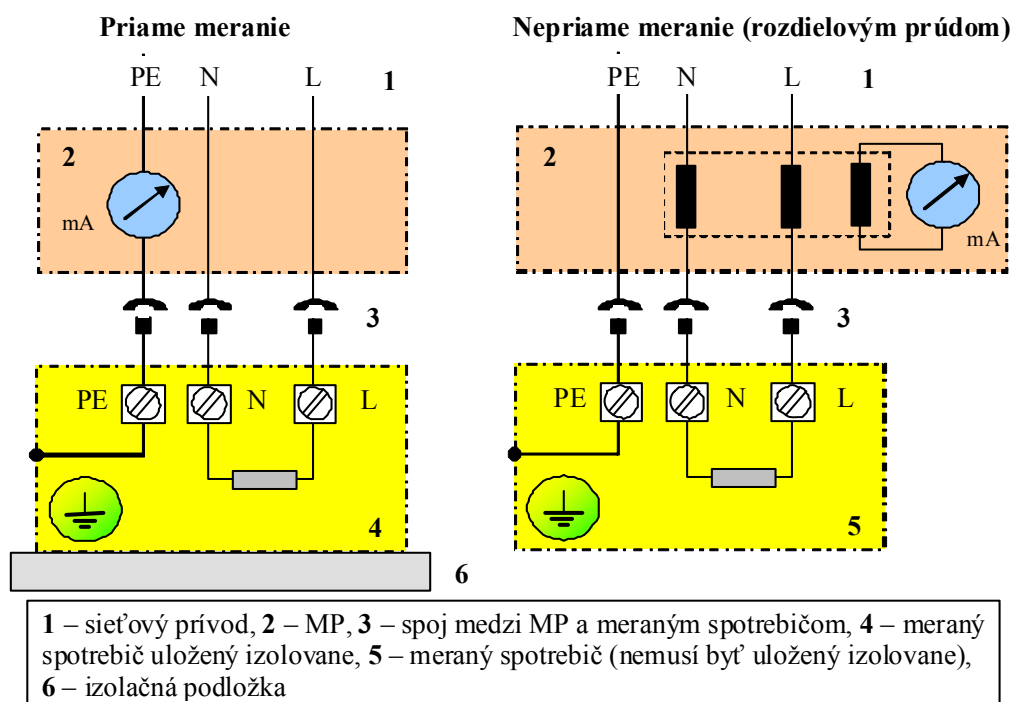 Priame meranie
Nepriame meranie (rozdielovým prúdom)
PE N L 1
PE N L 1
2
mA
2
mA
3
3
PE N L
PE N L
4
5
6
1 – sieťový prívod, 2 – MP, 3 – spoj medzi MP a meraným spotrebičom, 4 – meraný
spotrebič uložený izolovane, 5 – meraný spotrebič (nemusí byť uložený izolovane),
6 – izolačná podložka